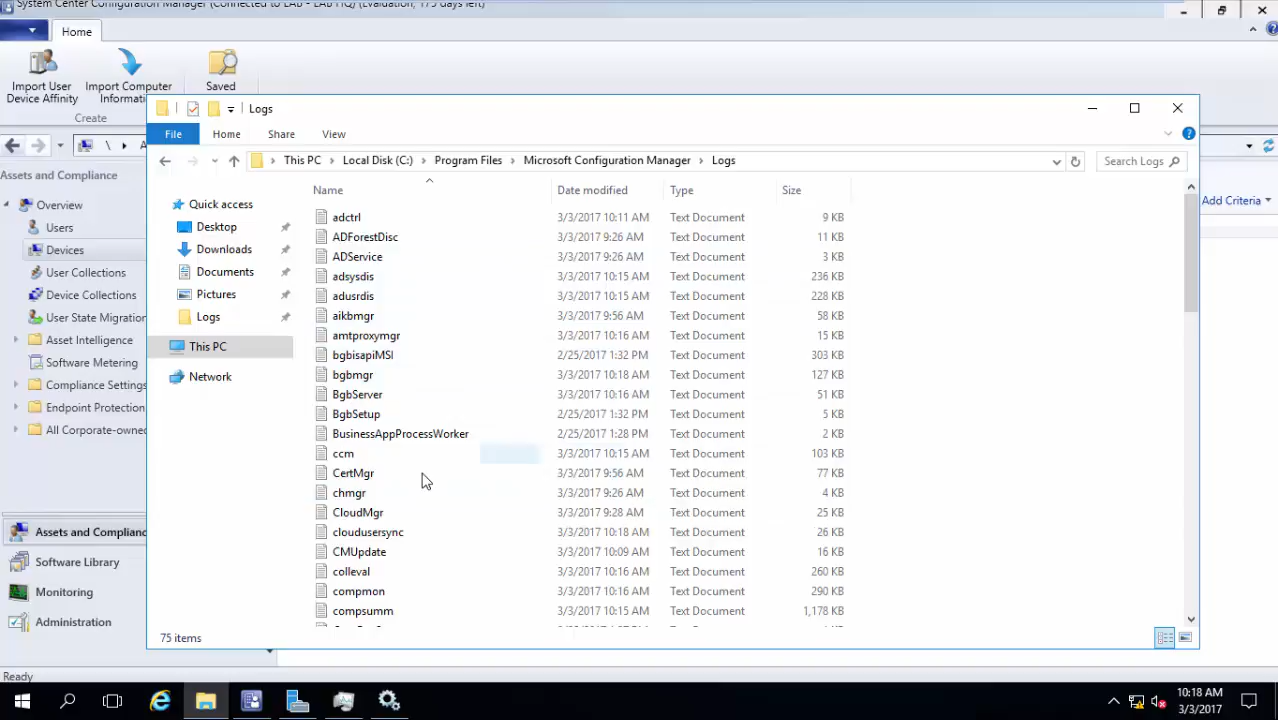 System Center Configuration Manager (Connected to LAB - LAB HQ) (Evaluation, 175 days left)
Home
Import User
Device Affinity
Import Computer
Informati
Saved
Create
\
A
Assets and Compliance
Overview
Users
Devices
User Collections
Device Collections
User State Migration
Asset Intelligence
Software Metering
Compliance Settings
Endpoint Protection
All Corporate-owne
Assets and Complianc
Software Library
Monitoring
Administration
Ready
Add Criteria
Logs
File Home Share View
This PC Local Disk (C:) Program Files Microsoft Configuration Manager Logs
Search Logs
Quick access
Desktop
Downloads
Documents
Pictures
Logs
This PC
Network
Name Date modified Type Size
adctrl 3/3/2017 10:11 AM Text Document 9 KB
ADForestDisc 3/3/2017 9:26 AM Text Document 11 KB
ADService 3/3/2017 9:26 AM Text Document 3 KB
adsysdis 3/3/2017 10:15 AM Text Document 236 KB
adusrdis 3/3/2017 10:15 AM Text Document 228 KB
aikbmgr 3/3/2017 9:56 AM Text Document 58 KB
amtproxymgr 3/3/2017 10:16 AM Text Document 15 KB
bgbisapiMSI 2/25/2017 1:32 PM Text Document 303 KB
bgbmgr 3/3/2017 10:18 AM Text Document 127 KB
BgbServer 3/3/2017 10:16 AM Text Document 51 KB
BgbSetup 2/25/2017 1:32 PM Text Document 5 KB
BusinessAppProcessWorker 2/25/2017 1:28 PM Text Document 2 KB
ccm 3/3/2017 10:15 AM Text Document 103 KB
CertMgr 3/3/2017 9:56 AM Text Document 77 KB
chmgr 3/3/2017 9:26 AM Text Document 4 KB
CloudMgr 3/3/2017 9:28 AM Text Document 25 KB
cloudusersync 3/3/2017 10:18 AM Text Document 26 KB
CMUpdate 3/3/2017 10:09 AM Text Document 16 KB
colleval 3/3/2017 10:16 AM Text Document 260 KB
compmon 3/3/2017 10:16 AM Text Document 290 KB
compsumm 3/3/2017 10:15 AM Text Document 1,178 KB
75 items
10:18 AM
3/3/2017